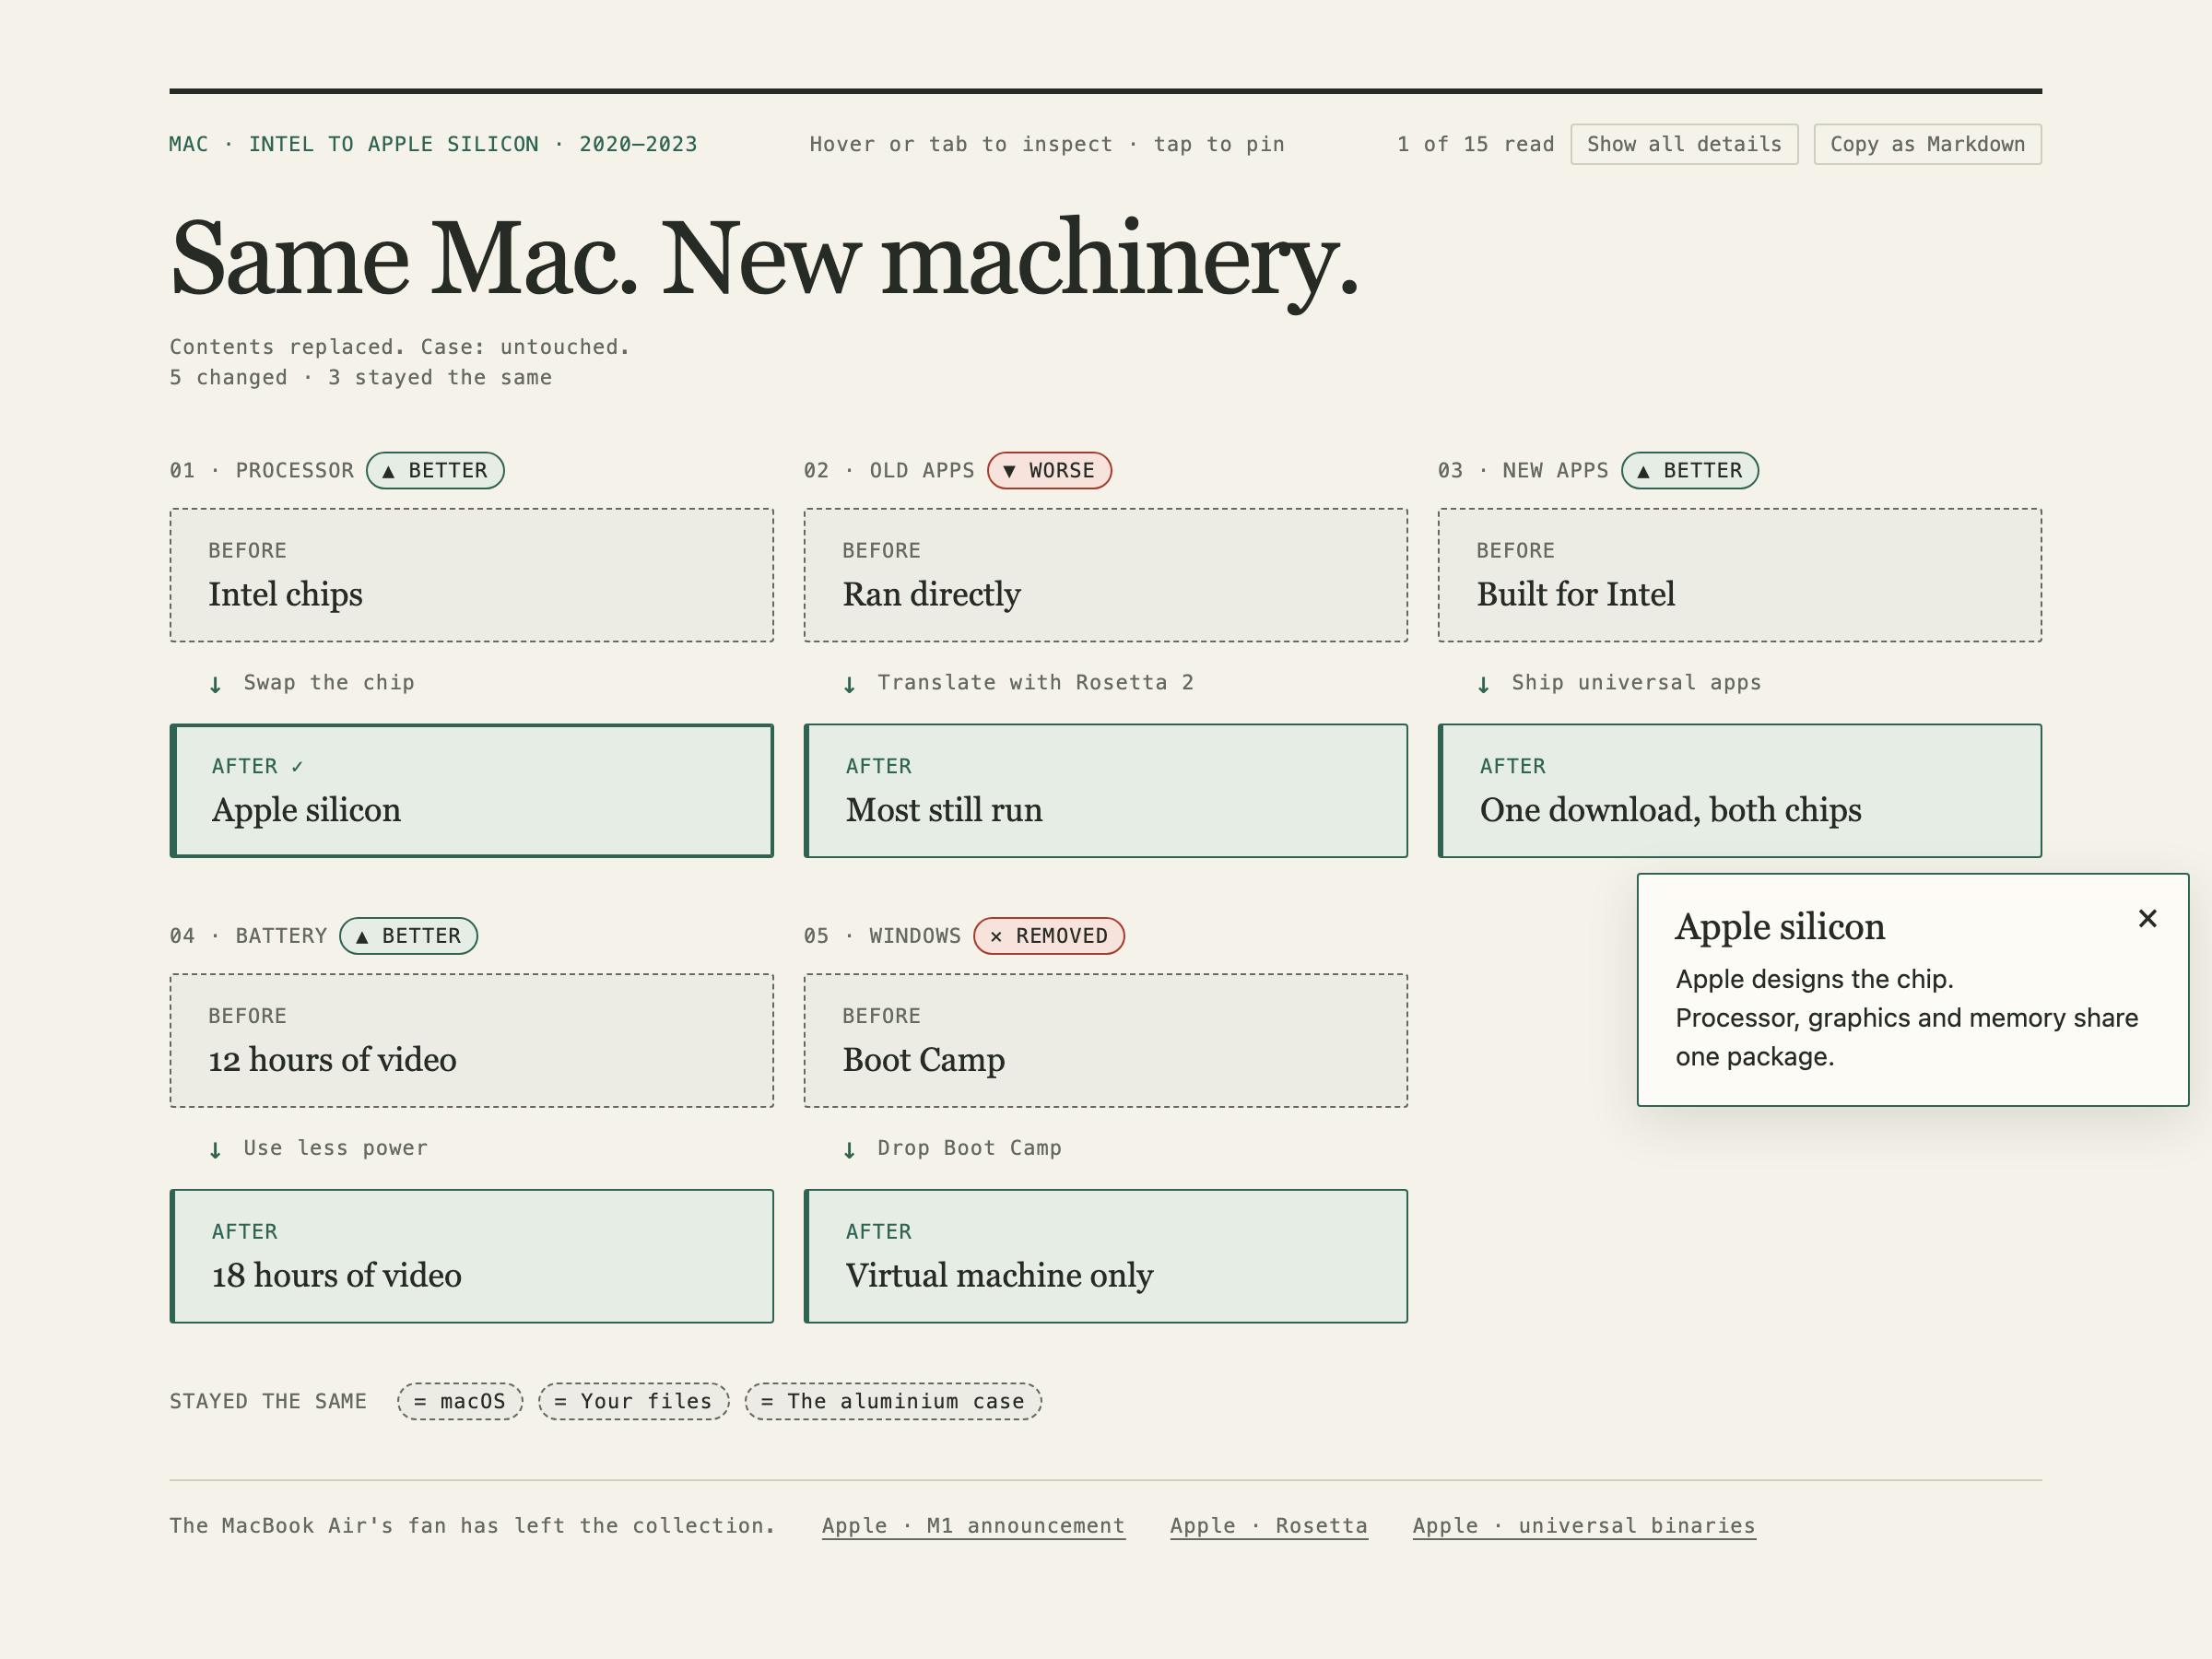 MAC · INTEL TO APPLE SILICON · 2020–2023
Hover or tab to inspect · tap to pin
1 of 15 read
Show all details
Copy as Markdown
Same Mac. New machinery.
Contents replaced. Case: untouched.
5 changed · 3 stayed the same
01 · PROCESSOR ▲ BETTER
BEFORE
Intel chips
↓ Swap the chip
AFTER ✓
Apple silicon
02 · OLD APPS ▼ WORSE
BEFORE
Ran directly
↓ Translate with Rosetta 2
AFTER
Most still run
03 · NEW APPS ▲ BETTER
BEFORE
Built for Intel
↓ Ship universal apps
AFTER
One download, both chips
04 · BATTERY ▲ BETTER
BEFORE
12 hours of video
↓ Use less power
AFTER
18 hours of video
05 · WINDOWS × REMOVED
BEFORE
Boot Camp
↓ Drop Boot Camp
AFTER
Virtual machine only
Apple silicon ×
Apple designs the chip.
Processor, graphics and memory share
one package.
STAYED THE SAME = macOS = Your files = The aluminium case
The MacBook Air's fan has left the collection. Apple · M1 announcement Apple · Rosetta Apple · universal binaries